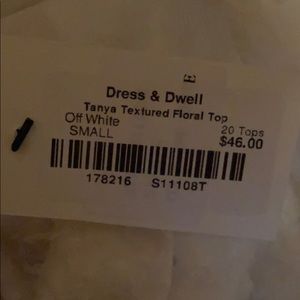 Dress & Dwell
Tanya Textured Floral Top
Off White 20 Tops
SMALL $46.00
178216 S11108T